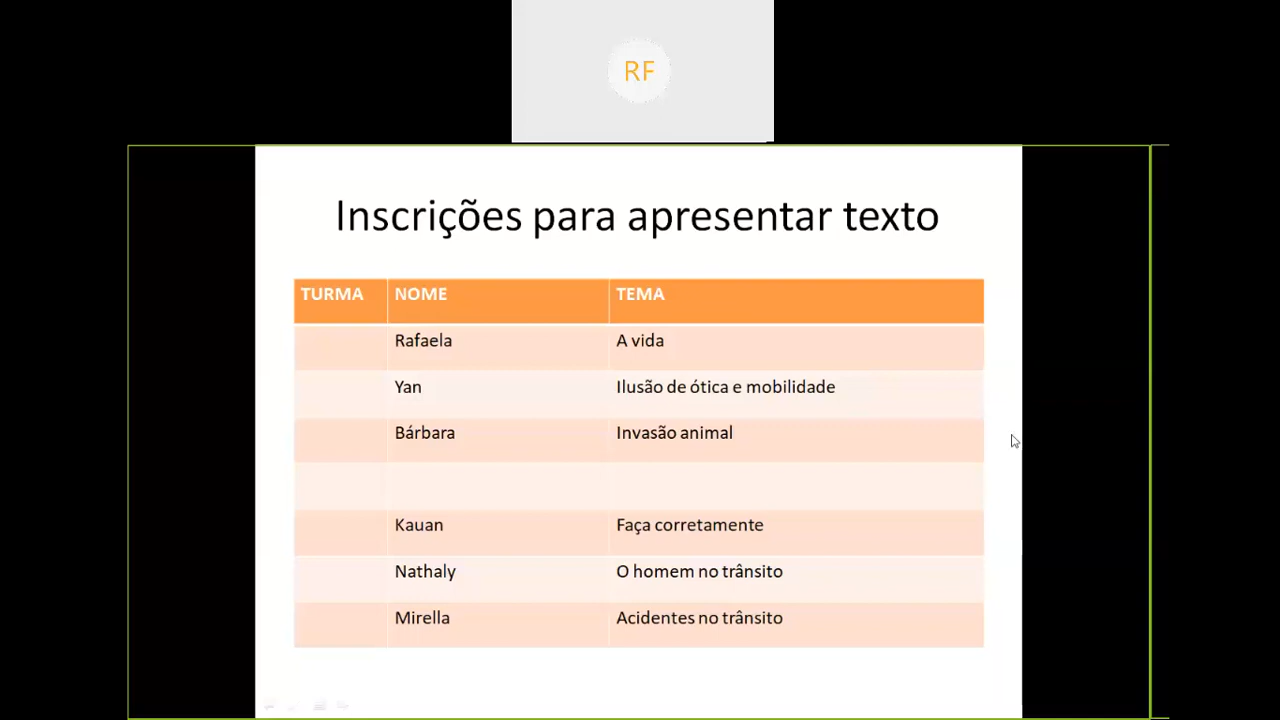 RF
Inscrições para apresentar texto
TURMA NOME TEMA
Rafaela A vida
Yan Ilusão de ótica e mobilidade
Bárbara Invasão animal
Kauan Faça corretamente
Nathaly O homem no trânsito
Mirella Acidentes no trânsito